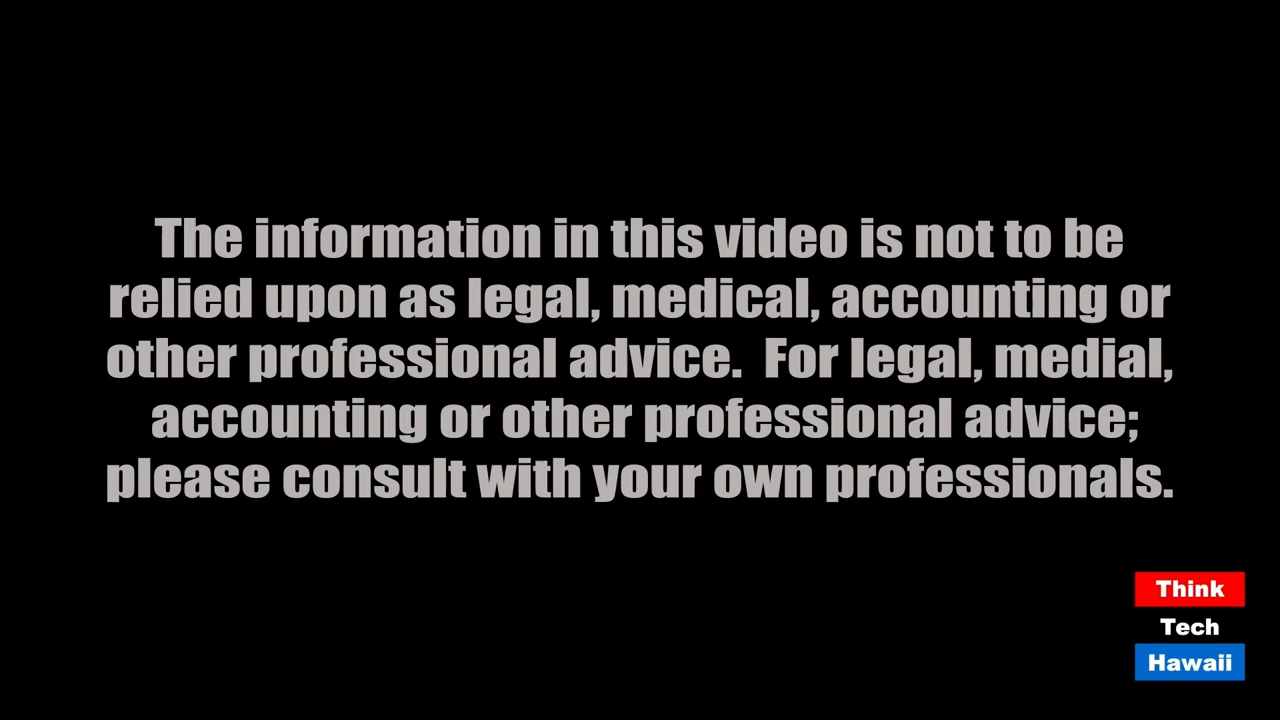 The information in this video is not to be
relied upon as legal, medical, accounting or
other professional advice.  For legal, medial,
accounting or other professional advice;
please consult with your own professionals.
Think
Tech
Hawaii